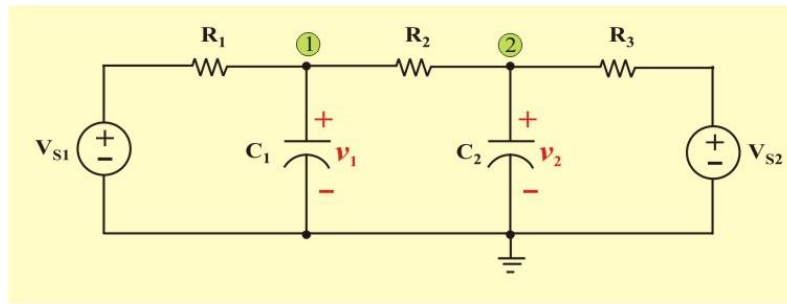 R1 1 R2 2 R3
VS1 + − C1 + v1 − C2 + v2 − + − VS2